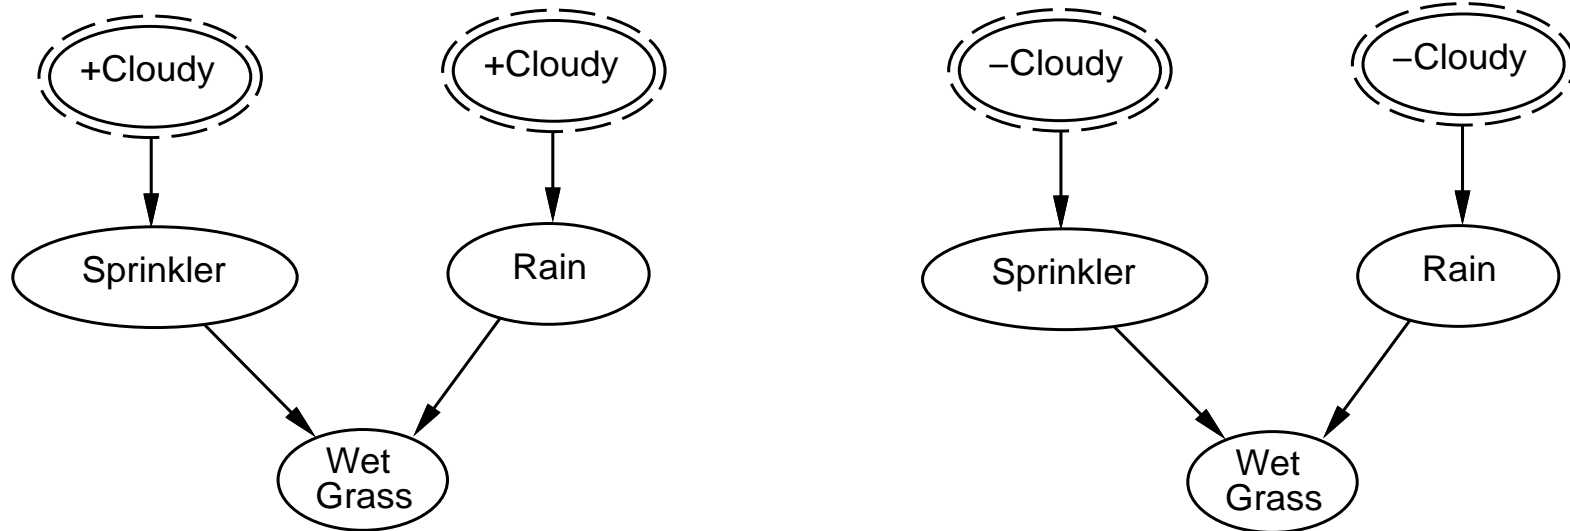 +Cloudy
+Cloudy
–Cloudy
–Cloudy
Sprinkler
Rain
Sprinkler
Rain
Wet
Grass
Wet
Grass